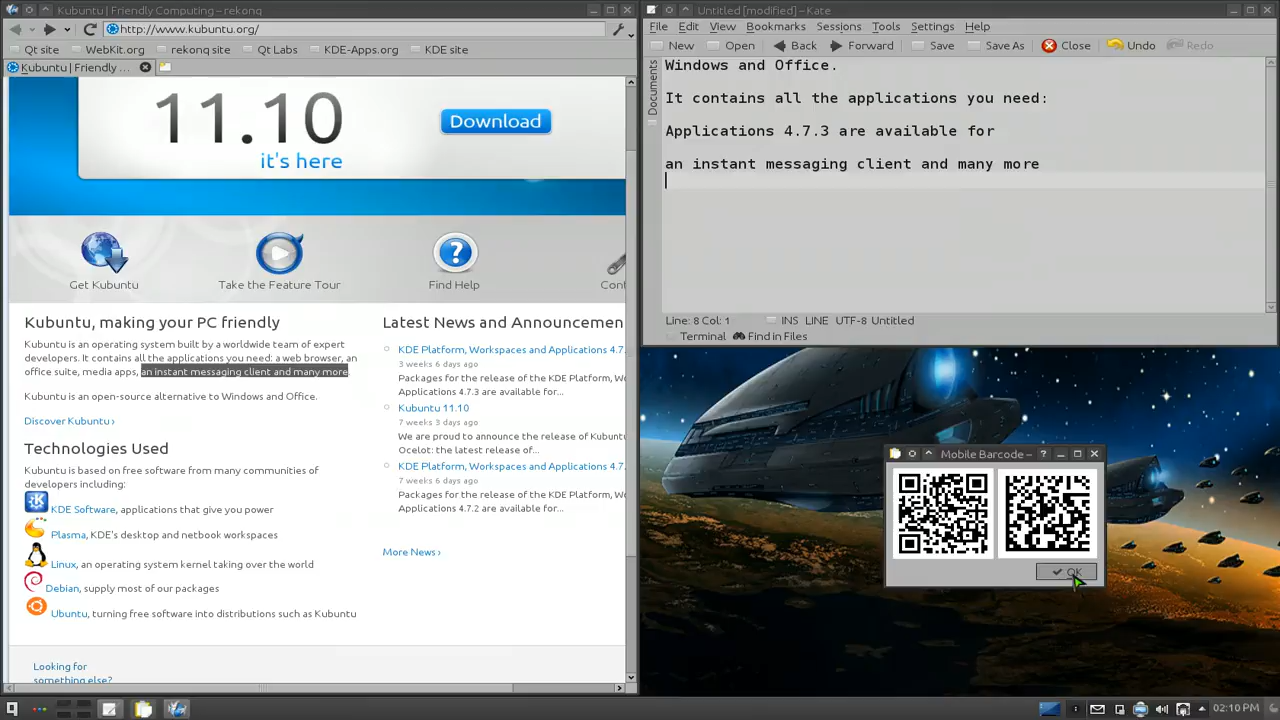 Kubuntu | Friendly Computing – rekonq
http://www.kubuntu.org/
Qt site
WebKit.org
rekonq site
Qt Labs
KDE-Apps.org
KDE site
Kubuntu | Friendly ...
11.10
it's here
Download
Get Kubuntu
Take the Feature Tour
Find Help
Cont
Kubuntu, making your PC friendly
Kubuntu is an operating system built by a worldwide team of expert
developers. It contains all the applications you need: a web browser, an
office suite, media apps, an instant messaging client and many more.
Kubuntu is an open-source alternative to Windows and Office.
Discover Kubuntu ›
Technologies Used
Kubuntu is based on free software from many communities of
developers including:
KDE Software, applications that give you power
Plasma, KDE's desktop and netbook workspaces
Linux, an operating system kernel taking over the world
Debian, supply most of our packages
Ubuntu, turning free software into distributions such as Kubuntu
Latest News and Announcemen
KDE Platform, Workspaces and Applications 4.7.
3 weeks 6 days ago
Packages for the release of the KDE Platform, Wo
Applications 4.7.3 are available for...
Kubuntu 11.10
7 weeks 3 days ago
We are proud to announce the release of Kubuntu
Ocelot: the latest release of...
KDE Platform, Workspaces and Applications 4.7.
7 weeks 6 days ago
Packages for the release of the KDE Platform, Wo
Applications 4.7.2 are available for...
More News ›
Looking for
something else?
Untitled [modified] – Kate
File Edit View Bookmarks Sessions Tools Settings Help
New Open Back Forward Save Save As Close Undo Redo
Documents
Windows and Office.
It contains all the applications you need:
Applications 4.7.3 are available for
an instant messaging client and many more
Line: 8 Col: 1 INS LINE UTF-8 Untitled
Terminal Find in Files
Mobile Barcode –
OK
02:10 PM